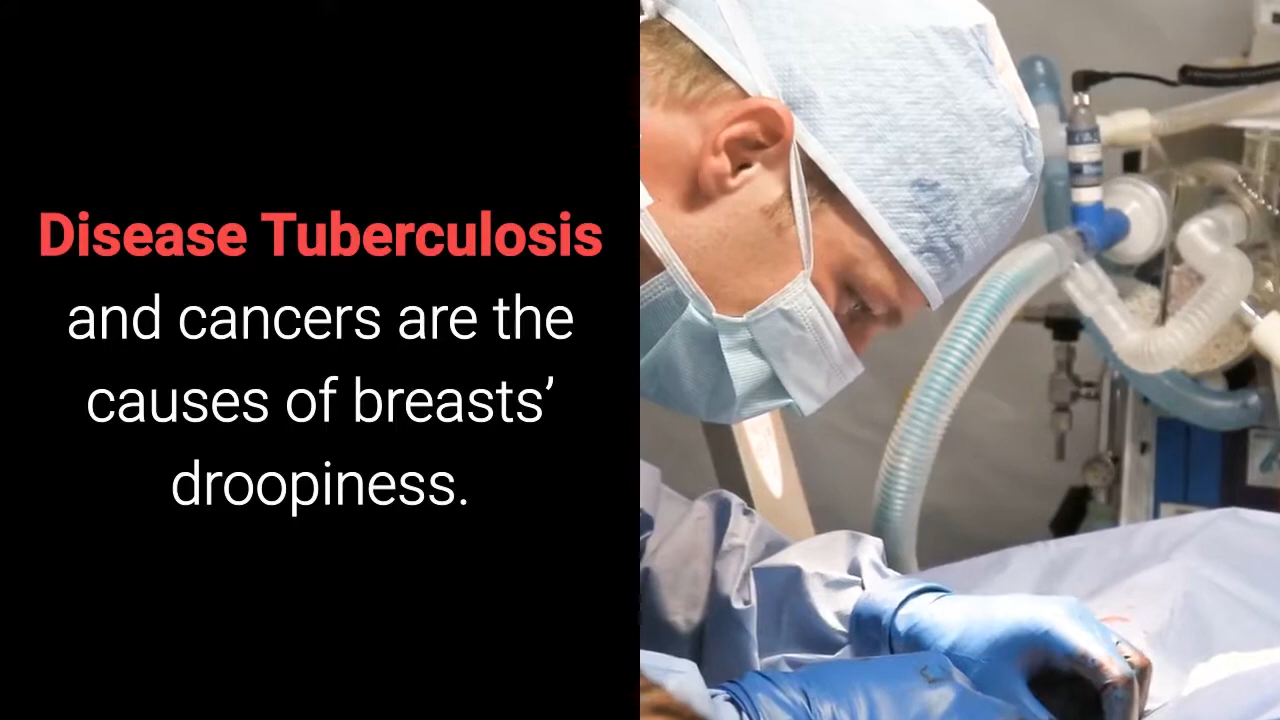 Disease Tuberculosis
and cancers are the
causes of breasts’
droopiness.